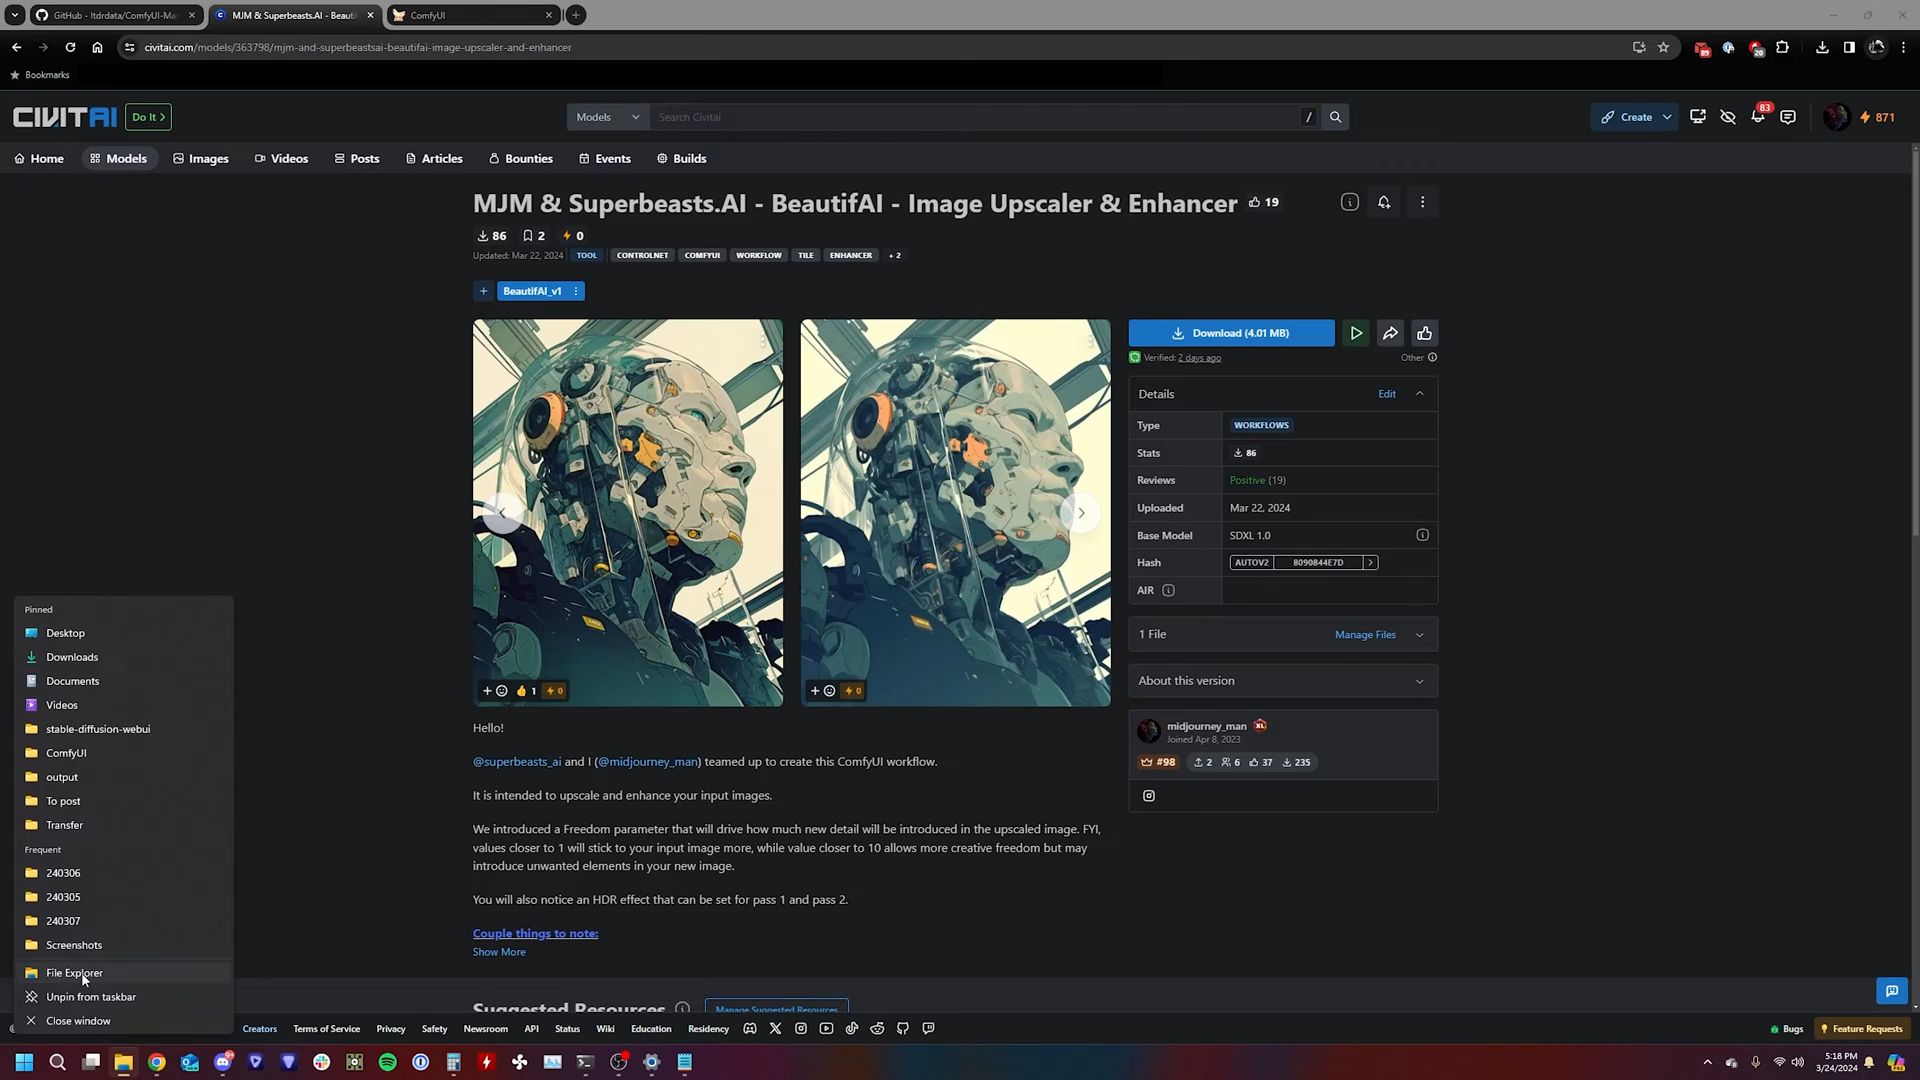 GitHub - ltdrdata/ComfyUI-Ma
MJM & Superbeasts.AI - Beautif
ComfyUI
civitai.com/models/363798/mjm-and-superbeastsai-beautifai-image-upscaler-and-enhancer
89
20
Bookmarks
CIVITAI
Do It >
Models
Search Civitai
/
Create
83
871
Home
Models
Images
Videos
Posts
Articles
Bounties
Events
Builds
MJM & Superbeasts.AI - BeautifAI - Image Upscaler & Enhancer
19
86
2
0
Updated: Mar 22, 2024
TOOL
CONTROLNET
COMFYUI
WORKFLOW
TILE
ENHANCER
+ 2
+
BeautifAI_v1
Download (4.01 MB)
Verified: 2 days ago
Other
Details
Edit
Type
WORKFLOWS
Stats
86
Reviews
Positive (19)
Uploaded
Mar 22, 2024
Base Model
SDXL 1.0
Hash
AUTOV2
8090844E7D
AIR
1 File
Manage Files
About this version
midjourney_man
XL
Joined Apr 8, 2023
#98
2
6
37
235
1
0
0
Hello!
@superbeasts_ai and I (@midjourney_man) teamed up to create this ComfyUI workflow.
It is intended to upscale and enhance your input images.
We introduced a Freedom parameter that will drive how much new detail will be introduced in the upscaled image. FYI,
values closer to 1 will stick to your input image more, while value closer to 10 allows more creative freedom but may
introduce unwanted elements in your new image.
You will also notice an HDR effect that can be set for pass 1 and pass 2.
Couple things to note:
Show More
Suggested Resources
Manage Suggested Resources
Pinned
Desktop
Downloads
Documents
Videos
stable-diffusion-webui
ComfyUI
output
To post
Transfer
Frequent
240306
240305
240307
Screenshots
File Explorer
Unpin from taskbar
Close window
Creators
Terms of Service
Privacy
Safety
Newsroom
API
Status
Wiki
Education
Residency
Bugs
Feature Requests
5:18 PM
3/24/2024